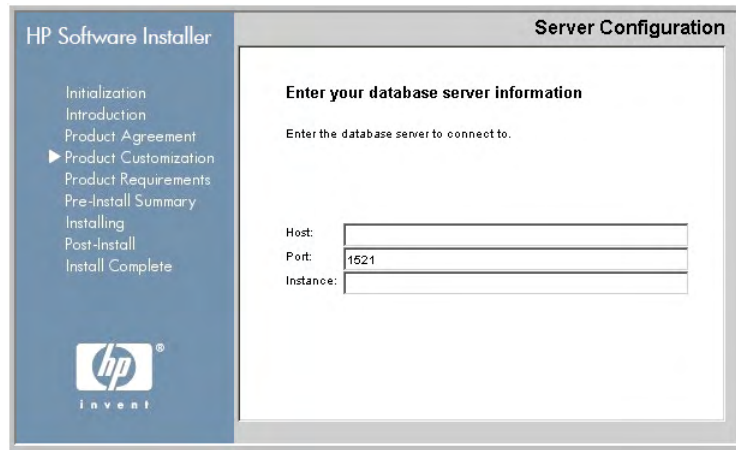 HP Software Installer
Initialization
Introduction
Product Agreement
Product Customization
Product Requirements
Pre-Install Summary
Installing
Post-Install
Install Complete
hp
®
invent
Server Configuration
Enter your database server information
Enter the database server to connect to.
Host:
Port: 1521
Instance: